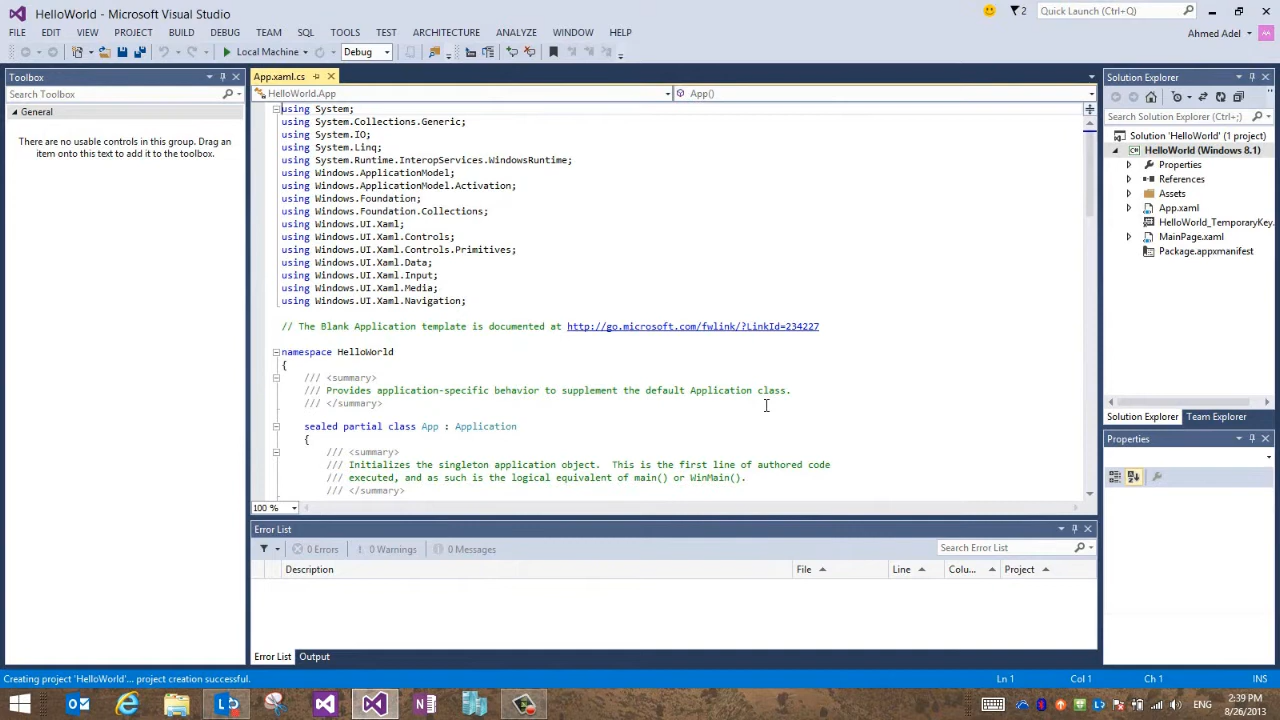 HelloWorld - Microsoft Visual Studio
2
Quick Launch (Ctrl+Q)
FILE EDIT VIEW PROJECT BUILD DEBUG TEAM SQL TOOLS TEST ARCHITECTURE ANALYZE WINDOW HELP
Ahmed Adel
AA
Local Machine
Debug
Toolbox
Search Toolbox
General
There are no usable controls in this group. Drag an
item onto this text to add it to the toolbox.
App.xaml.cs
HelloWorld.App
App()
using System;
using System.Collections.Generic;
using System.IO;
using System.Linq;
using System.Runtime.InteropServices.WindowsRuntime;
using Windows.ApplicationModel;
using Windows.ApplicationModel.Activation;
using Windows.Foundation;
using Windows.Foundation.Collections;
using Windows.UI.Xaml;
using Windows.UI.Xaml.Controls;
using Windows.UI.Xaml.Controls.Primitives;
using Windows.UI.Xaml.Data;
using Windows.UI.Xaml.Input;
using Windows.UI.Xaml.Media;
using Windows.UI.Xaml.Navigation;
// The Blank Application template is documented at http://go.microsoft.com/fwlink/?LinkId=234227
namespace HelloWorld
{
/// <summary>
/// Provides application-specific behavior to supplement the default Application class.
/// </summary>
sealed partial class App : Application
{
/// <summary>
/// Initializes the singleton application object.  This is the first line of authored code
/// executed, and as such is the logical equivalent of main() or WinMain().
/// </summary>
100 %
Error List
0 Errors
0 Warnings
0 Messages
Search Error List
Description
File
Line
Colu...
Project
Error List
Output
Solution Explorer
Search Solution Explorer (Ctrl+;)
Solution 'HelloWorld' (1 project)
HelloWorld (Windows 8.1)
Properties
References
Assets
App.xaml
HelloWorld_TemporaryKey.
MainPage.xaml
Package.appxmanifest
Solution Explorer
Team Explorer
Properties
Creating project 'HelloWorld'... project creation successful.
Ln 1
Col 1
Ch 1
INS
ENG
2:39 PM
8/26/2013